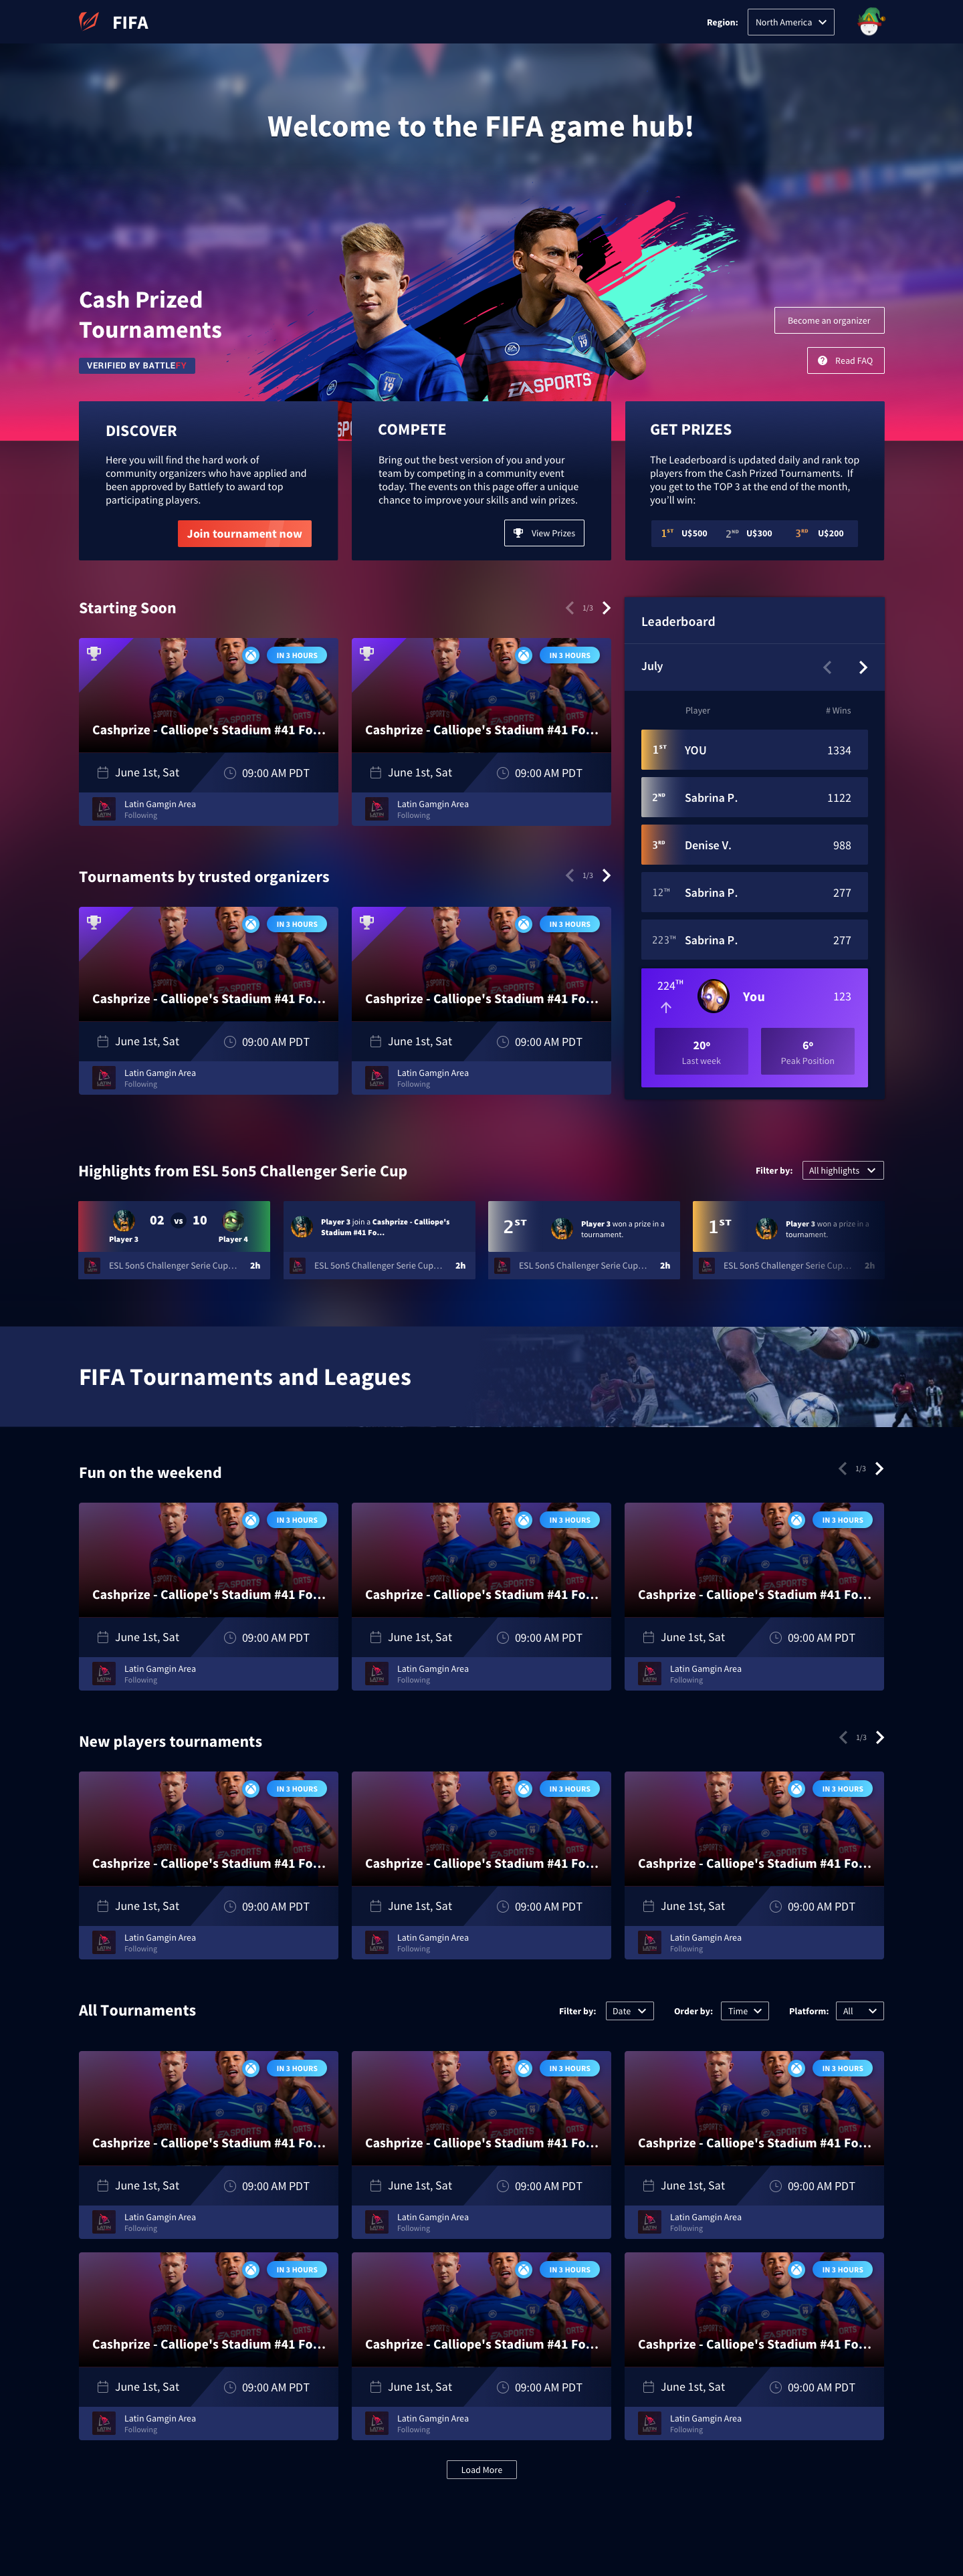 FIFA
Region:
North America
Welcome to the FIFA game hub!
Cash Prized
Tournaments
VERIFIED BY BATTLEFY
Become an organizer
Read FAQ
FUT
19
FUT
19
EA SPORTS
DISCOVER
Here you will find the hard work of
community organizers who have applied and
been approved by Battlefy to award top
participating players.
Join tournament now
COMPETE
Bring out the best version of you and your
team by competing in a community event
today. The events on this page offer a unique
chance to improve your skills and win prizes.
View Prizes
GET PRIZES
The Leaderboard is updated daily and rank top
players from the Cash Prized Tournaments. If
you get to the TOP 3 at the end of the month,
you'll win:
1ST U$500 2ND U$300 3RD U$200
Starting Soon
1/3
IN 3 HOURS
Cashprize - Calliope's Stadium #41 Fo...
June 1st, Sat
09:00 AM PDT
Latin Gamgin Area
Following
IN 3 HOURS
Cashprize - Calliope's Stadium #41 Fo...
June 1st, Sat
09:00 AM PDT
Latin Gamgin Area
Following
Tournaments by trusted organizers
1/3
IN 3 HOURS
Cashprize - Calliope's Stadium #41 Fo...
June 1st, Sat
09:00 AM PDT
Latin Gamgin Area
Following
IN 3 HOURS
Cashprize - Calliope's Stadium #41 Fo...
June 1st, Sat
09:00 AM PDT
Latin Gamgin Area
Following
Leaderboard
July
Player # Wins
1ST YOU 1334
2ND Sabrina P. 1122
3RD Denise V. 988
12TH Sabrina P. 277
223TH Sabrina P. 277
224TH You 123
20º
Last week
6º
Peak Position
Highlights from ESL 5on5 Challenger Serie Cup
Filter by:
All highlights
02 vs 10
Player 3
Player 4
ESL 5on5 Challenger Serie Cup... 2h
Player 3 join a Cashprize - Calliope's
Stadium #41 Fo...
ESL 5on5 Challenger Serie Cup... 2h
2ST
Player 3 won a prize in a
tournament.
ESL 5on5 Challenger Serie Cup... 2h
1ST
Player 3 won a prize in a
tournament.
ESL 5on5 Challenger Serie Cup... 2h
FIFA Tournaments and Leagues
Fun on the weekend
1/3
IN 3 HOURS
Cashprize - Calliope's Stadium #41 Fo...
June 1st, Sat
09:00 AM PDT
Latin Gamgin Area
Following
IN 3 HOURS
Cashprize - Calliope's Stadium #41 Fo...
June 1st, Sat
09:00 AM PDT
Latin Gamgin Area
Following
IN 3 HOURS
Cashprize - Calliope's Stadium #41 Fo...
June 1st, Sat
09:00 AM PDT
Latin Gamgin Area
Following
New players tournaments
1/3
IN 3 HOURS
Cashprize - Calliope's Stadium #41 Fo...
June 1st, Sat
09:00 AM PDT
Latin Gamgin Area
Following
IN 3 HOURS
Cashprize - Calliope's Stadium #41 Fo...
June 1st, Sat
09:00 AM PDT
Latin Gamgin Area
Following
IN 3 HOURS
Cashprize - Calliope's Stadium #41 Fo...
June 1st, Sat
09:00 AM PDT
Latin Gamgin Area
Following
All Tournaments
Filter by:
Date
Order by:
Time
Platform:
All
IN 3 HOURS
Cashprize - Calliope's Stadium #41 Fo...
June 1st, Sat
09:00 AM PDT
Latin Gamgin Area
Following
IN 3 HOURS
Cashprize - Calliope's Stadium #41 Fo...
June 1st, Sat
09:00 AM PDT
Latin Gamgin Area
Following
IN 3 HOURS
Cashprize - Calliope's Stadium #41 Fo...
June 1st, Sat
09:00 AM PDT
Latin Gamgin Area
Following
IN 3 HOURS
Cashprize - Calliope's Stadium #41 Fo...
June 1st, Sat
09:00 AM PDT
Latin Gamgin Area
Following
IN 3 HOURS
Cashprize - Calliope's Stadium #41 Fo...
June 1st, Sat
09:00 AM PDT
Latin Gamgin Area
Following
IN 3 HOURS
Cashprize - Calliope's Stadium #41 Fo...
June 1st, Sat
09:00 AM PDT
Latin Gamgin Area
Following
Load More